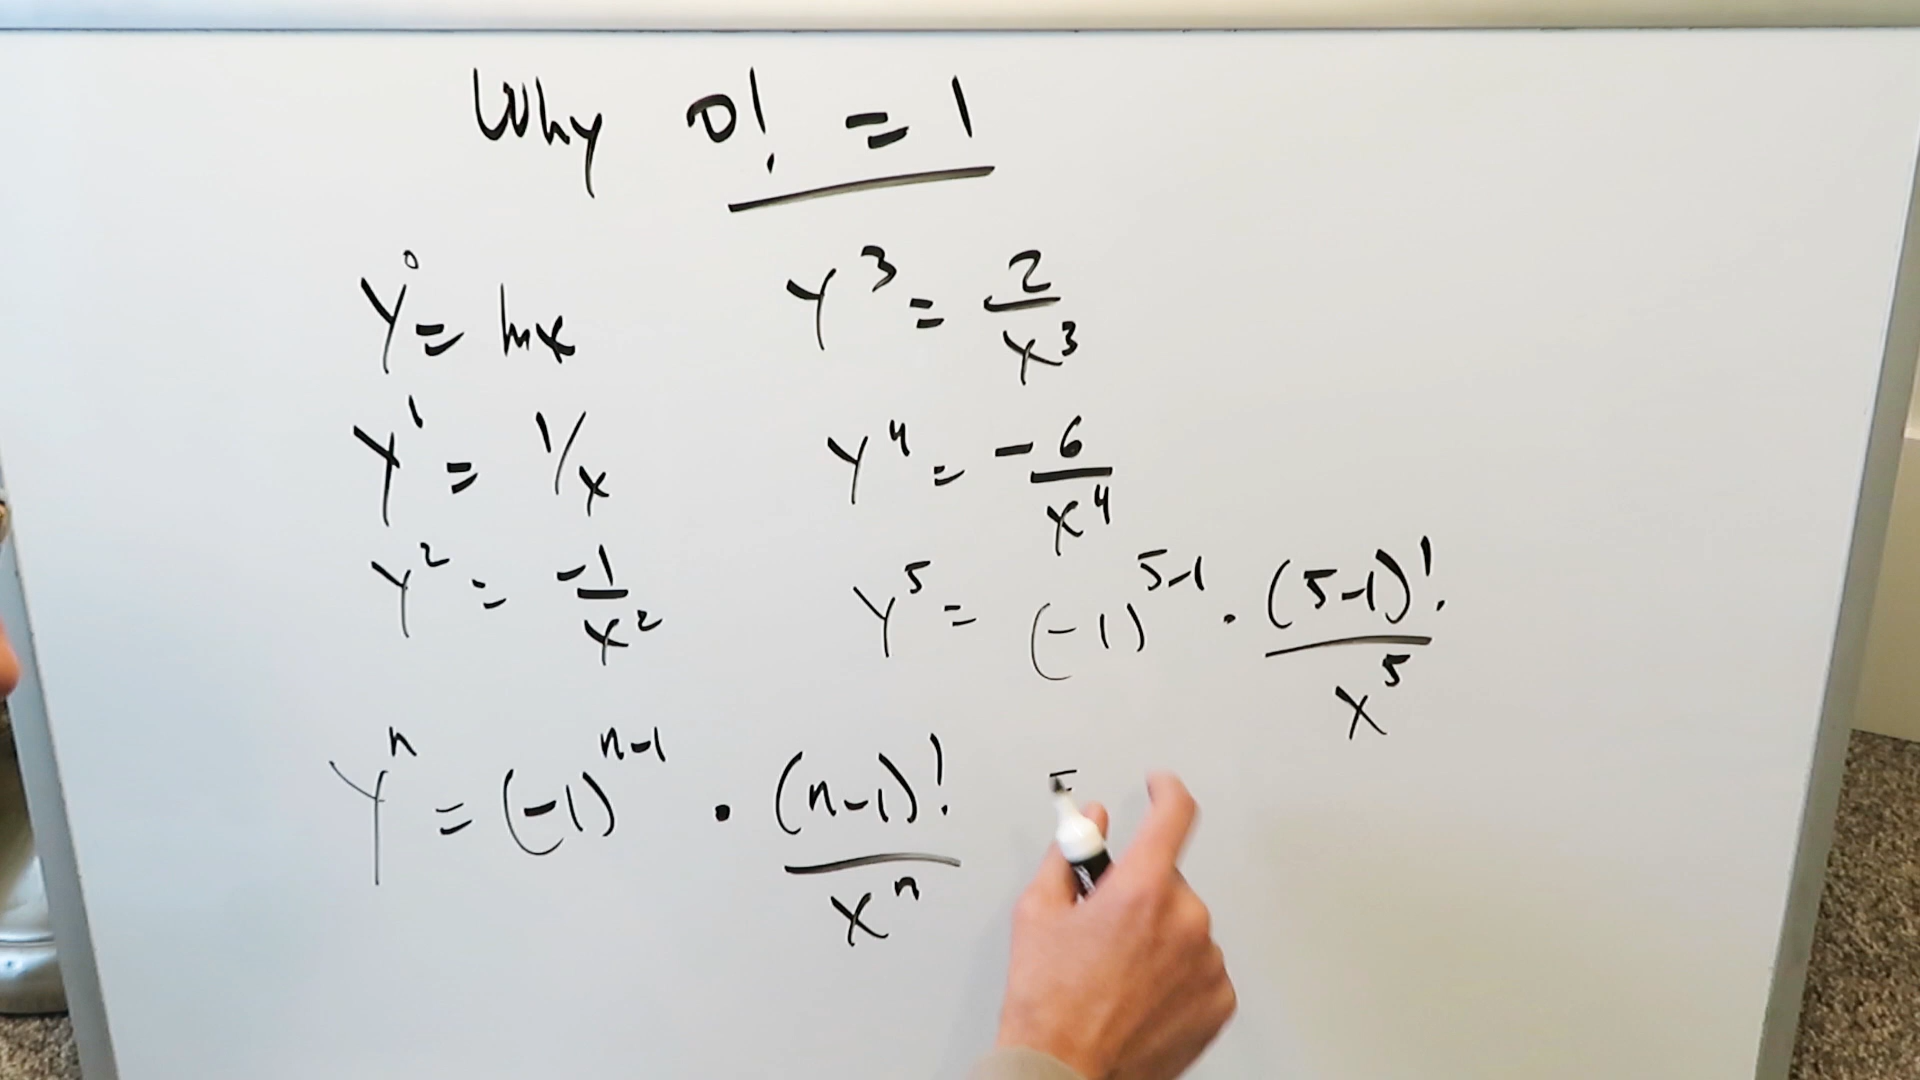 Why 0! = 1
y⁰ = lnx
y¹ = 1/x
y² = -1/x²
y³ = 2/x³
y⁴ = -6/x⁴
y⁵ = (-1)⁵⁻¹ · (5-1)!/x⁵
yⁿ = (-1)ⁿ⁻¹ · (n-1)!/xⁿ